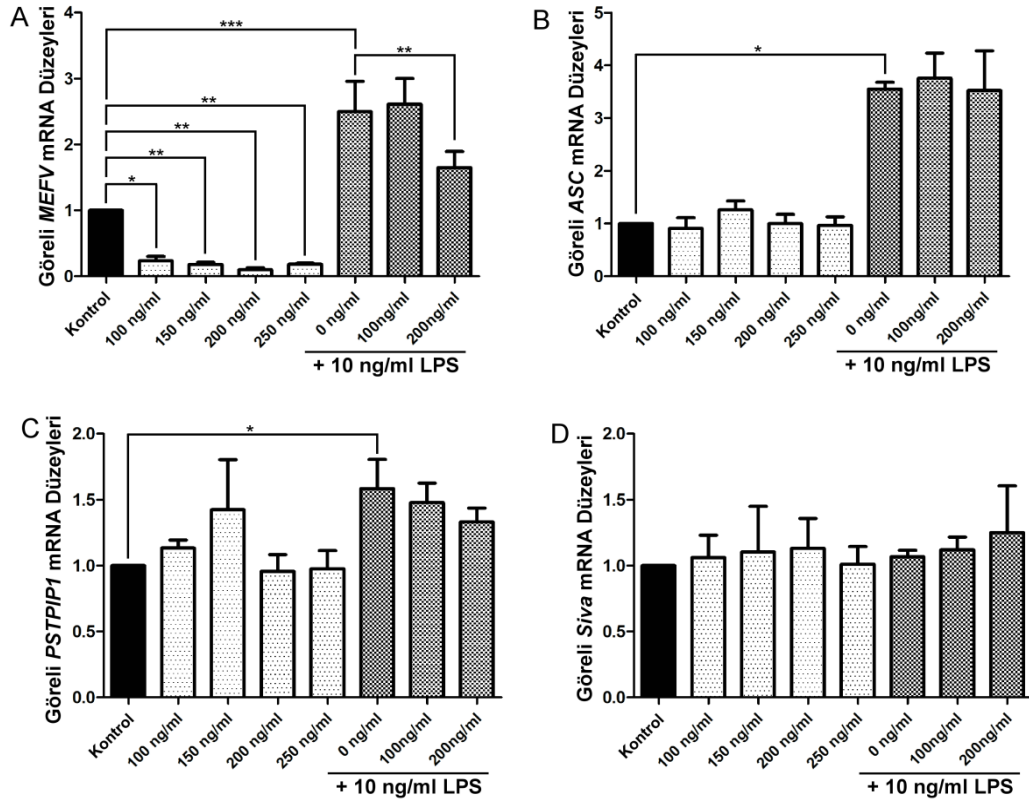 A
Göreli MEFV mRNA Düzeyleri
4
3
2
1
0
***
**
**
**
**
*
Kontrol
100 ng/ml
150 ng/ml
200 ng/ml
250 ng/ml
0 ng/ml
100ng/ml
200ng/ml
+ 10 ng/ml LPS
B
Göreli ASC mRNA Düzeyleri
5
4
3
2
1
0
*
Kontrol
100 ng/ml
150 ng/ml
200 ng/ml
250 ng/ml
0 ng/ml
100ng/ml
200ng/ml
+ 10 ng/ml LPS
C
Göreli PSTPIP1 mRNA Düzeyleri
2.0
1.5
1.0
0.5
0.0
*
Kontrol
100 ng/ml
150 ng/ml
200 ng/ml
250 ng/ml
0 ng/ml
100ng/ml
200ng/ml
+ 10 ng/ml LPS
D
Göreli Siva mRNA Düzeyleri
2.0
1.5
1.0
0.5
0.0
Kontrol
100 ng/ml
150 ng/ml
200 ng/ml
250 ng/ml
0 ng/ml
100ng/ml
200ng/ml
+ 10 ng/ml LPS